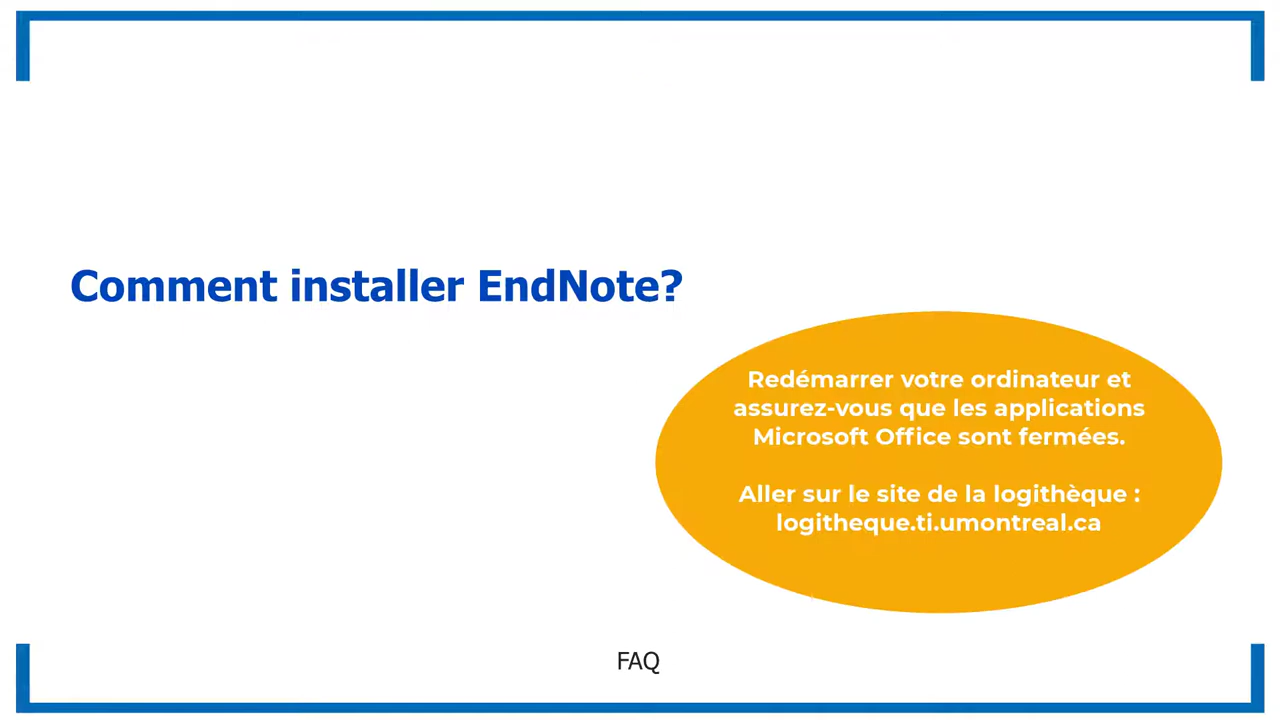 Comment installer EndNote?
Redémarrer votre ordinateur et
assurez-vous que les applications
Microsoft Office sont fermées.
Aller sur le site de la logithèque :
logitheque.ti.umontreal.ca
FAQ